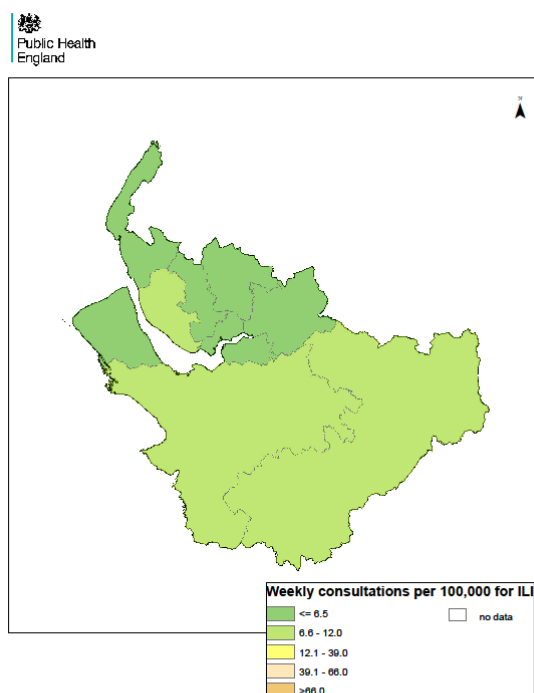 Public Health
England
N
Weekly consultations per 100,000 for ILI
<= 6.5
no data
6.6 - 12.0
12.1 - 39.0
39.1 - 66.0
>66.0